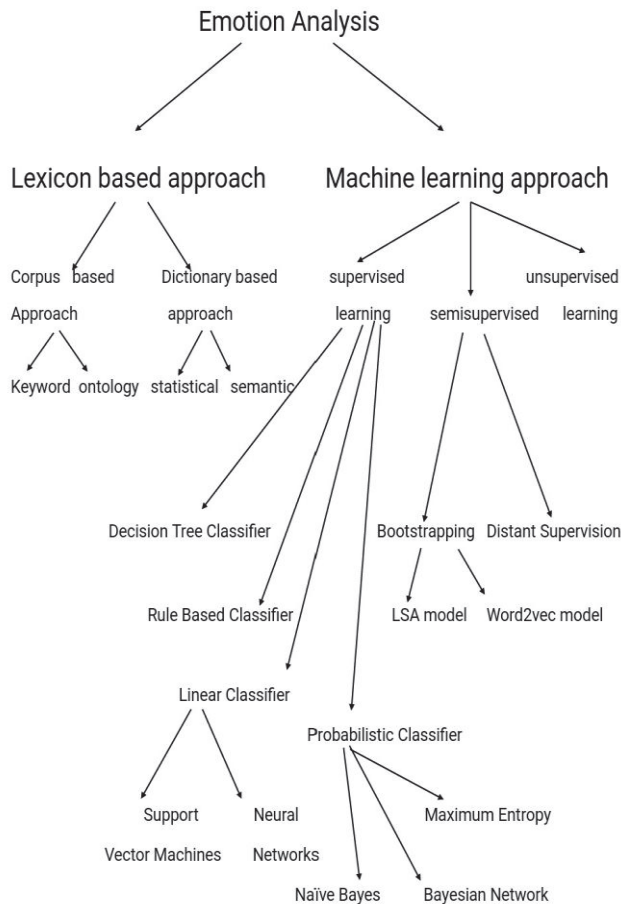 Emotion Analysis
Lexicon based approach
Machine learning approach
Corpus based
Approach
Dictionary based
approach
supervised
learning
semisupervised
unsupervised
learning
Keyword
ontology
statistical
semantic
Decision Tree Classifier
Bootstrapping
Distant Supervision
Rule Based Classifier
LSA model
Word2vec model
Linear Classifier
Probabilistic Classifier
Support
Vector Machines
Neural
Networks
Maximum Entropy
Naïve Bayes
Bayesian Network